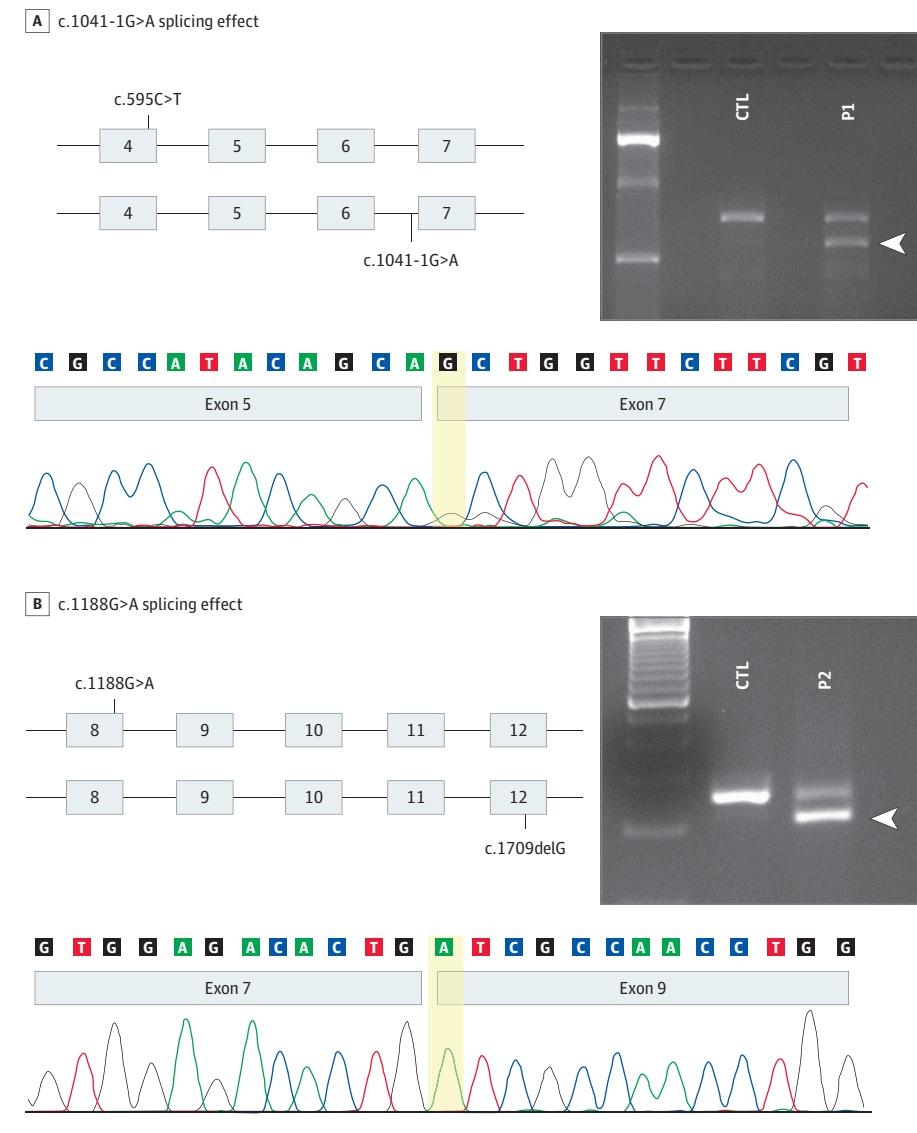 A c.1041-1G>A splicing effect
c.595C>T
4 5 6 7
4 5 6 7
c.1041-1G>A
CTL P1
C G C C A T A C A G C A G C T G G T T C T T C G T
Exon 5 Exon 7
B c.1188G>A splicing effect
c.1188G>A
8 9 10 11 12
8 9 10 11 12
c.1709delG
CTL P2
G T G G A G A C A C T G A T C G C C A A C C T G G
Exon 7 Exon 9